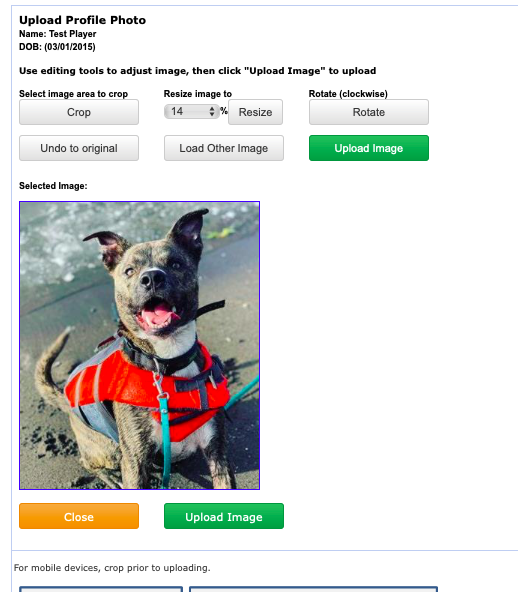 Upload Profile Photo
Name: Test Player
DOB: (03/01/2015)
Use editing tools to adjust image, then click "Upload Image" to upload
Select image area to crop Resize image to Rotate (clockwise)
Crop 14 % Resize Rotate
Undo to original Load Other Image Upload Image
Selected Image:
Close Upload Image
For mobile devices, crop prior to uploading.